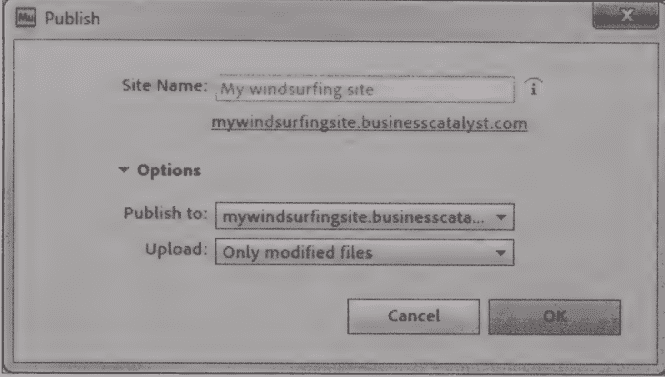 Mu Publish X
Site Name: My windsurfing site i
mywindsurfingsite.businesscatalyst.com
Options
Publish to: mywindsurfingsite.businesscata...
Upload: Only modified files
Cancel OK